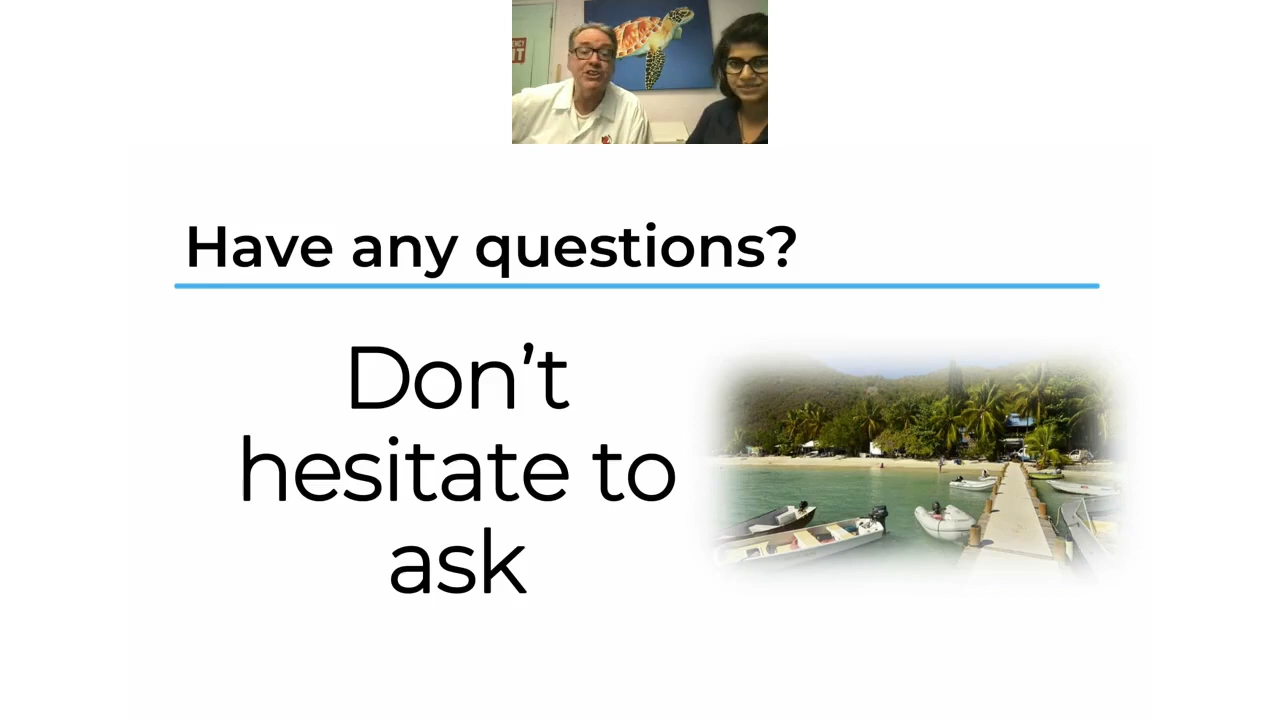 Have any questions?
Don't
hesitate to
ask